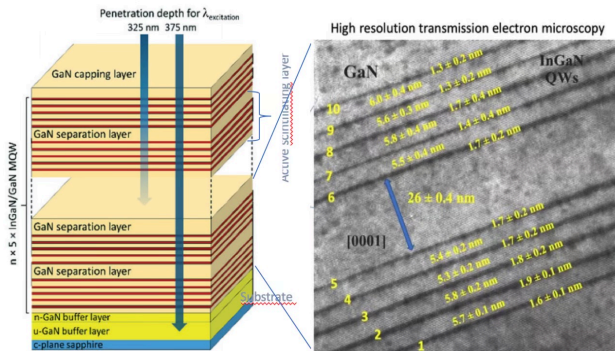 Penetration depth for λexcitation
325 nm 375 nm
GaN capping layer
GaN separation layer
GaN separation layer
GaN separation layer
n-GaN buffer layer
u-GaN buffer layer
c-plane sapphire
n × 5 × InGaN/GaN MQW
Active scintillating layer
Substrate
High resolution transmission electron microscopy
GaN
InGaN
QWs
10
9
8
7
6
6.0 ± 0.4 nm 1.3 ± 0.2 nm
5.6 ± 0.3 nm 1.3 ± 0.2 nm
5.8 ± 0.4 nm 1.7 ± 0.4 nm
5.5 ± 0.4 nm 1.4 ± 0.4 nm
1.7 ± 0.2 nm
26 ± 0.4 nm
[0001]
5
4
3
2
1
5.4 ± 0.2 nm 1.7 ± 0.2 nm
5.3 ± 0.2 nm 1.7 ± 0.2 nm
5.8 ± 0.2 nm 1.8 ± 0.2 nm
5.7 ± 0.1 nm 1.9 ± 0.1 nm
1.6 ± 0.1 nm